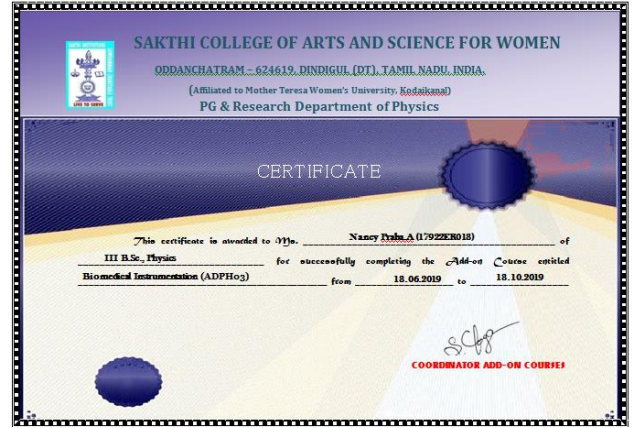 SAKTHI COLLEGE OF ARTS AND SCIENCE FOR WOMEN
ODDANCHATRAM – 624619, DINDIGUL (DT), TAMIL NADU, INDIA.
(Affiliated to Mother Teresa Women's University, Kodaikanal)
PG & Research Department of Physics
LIVE TO SERVE
CERTIFICATE
This certificate is awarded to Ms. Nancy Praba A (17922ER018) of
III B.Sc., Physics for successfully completing the Add-on Course entitled
Biomedical Instrumentation (ADPH03) from 18.06.2019 to 18.10.2019
COORDINATOR ADD-ON COURSES